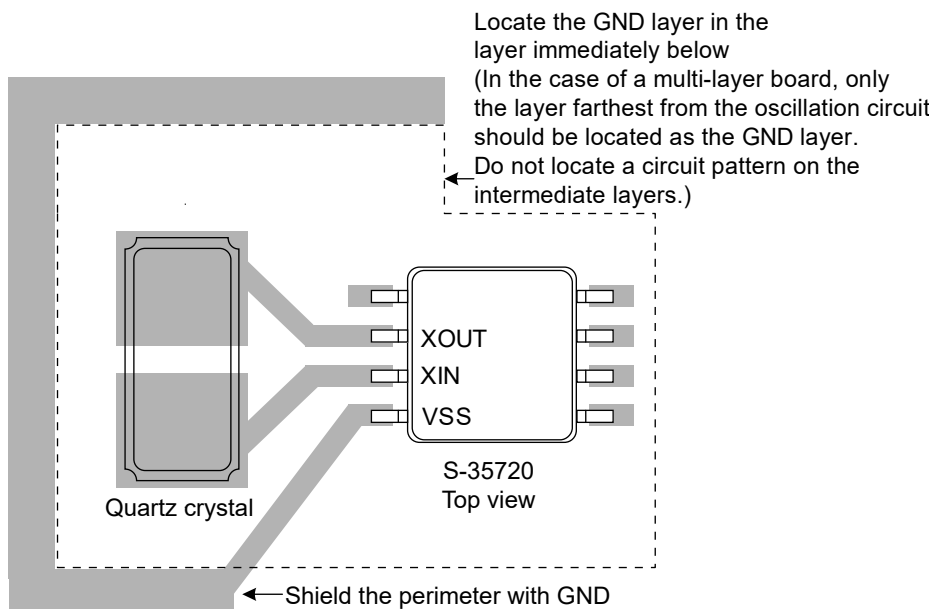 Locate the GND layer in the
layer immediately below
(In the case of a multi-layer board, only
the layer farthest from the oscillation circuit
should be located as the GND layer.
Do not locate a circuit pattern on the
intermediate layers.)
XOUT
XIN
VSS
S-35720
Top view
Quartz crystal
Shield the perimeter with GND